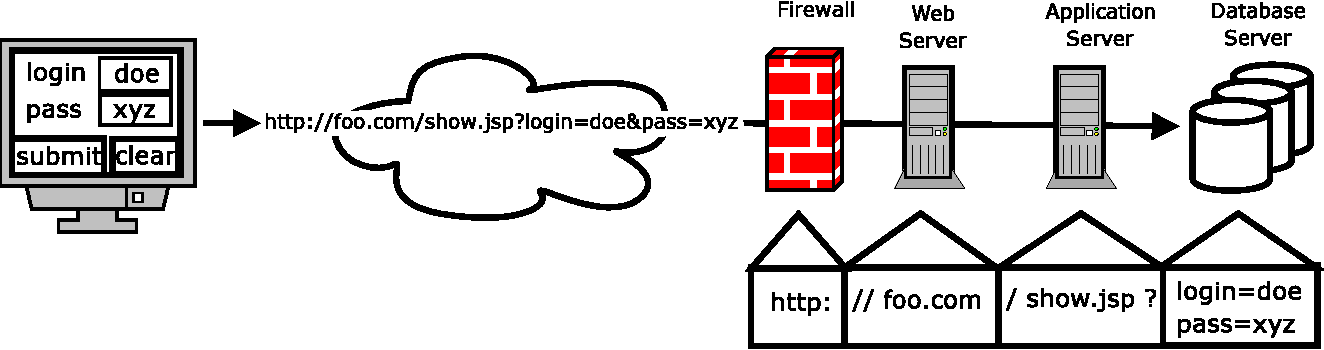 Firewall
Web
Server
Application
Server
Database
Server
login doe
pass xyz
submit clear
http://foo.com/show.jsp?login=doe&pass=xyz
http: // foo.com / show.jsp ? login=doe
pass=xyz